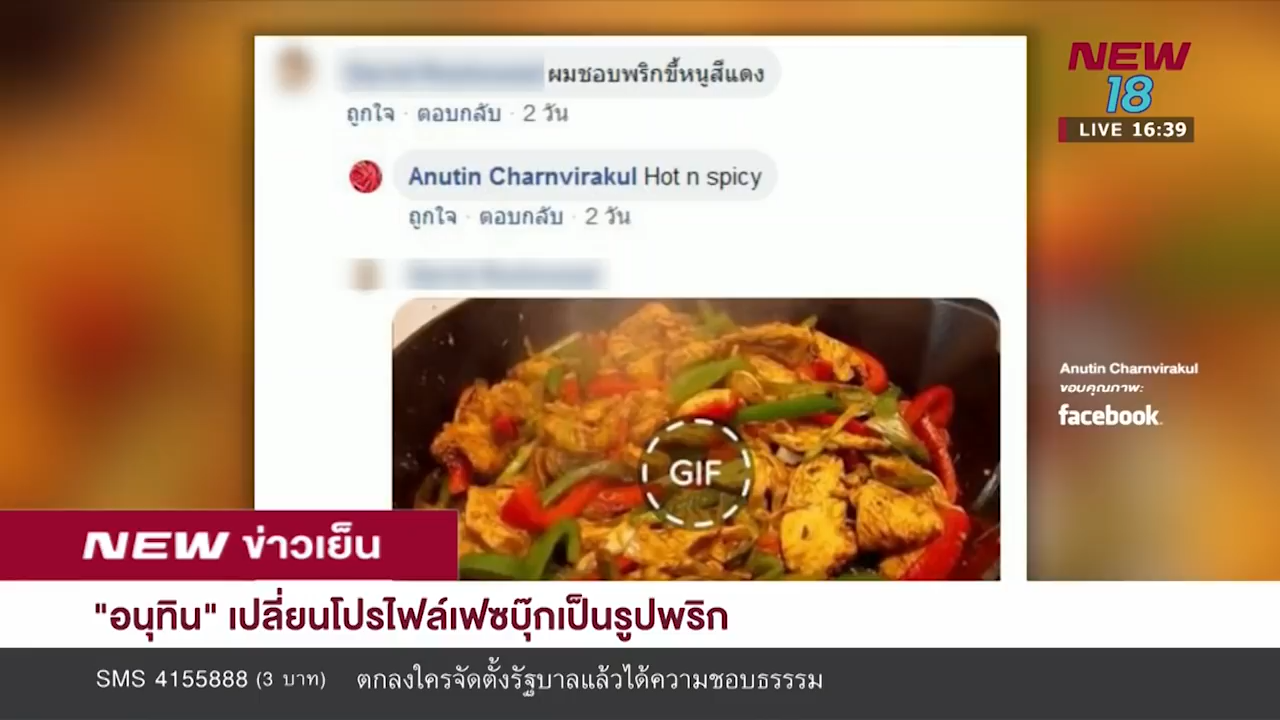 ผมชอบพริกขี้หนูสีแดง
ถูกใจ · ตอบกลับ · 2 วัน
Anutin Charnvirakul Hot n spicy
ถูกใจ · ตอบกลับ · 2 วัน
GIF
NEW
18
LIVE 16:39
Anutin Charnvirakul
ขอบคุณภาพ:
facebook.
NEW ข่าวเย็น
"อนุทิน" เปลี่ยนโปรไฟล์เฟซบุ๊กเป็นรูปพริก
SMS 4155888 (3 บาท) ตกลงใครจัดตั้งรัฐบาลแล้วได้ความชอบธรรรม